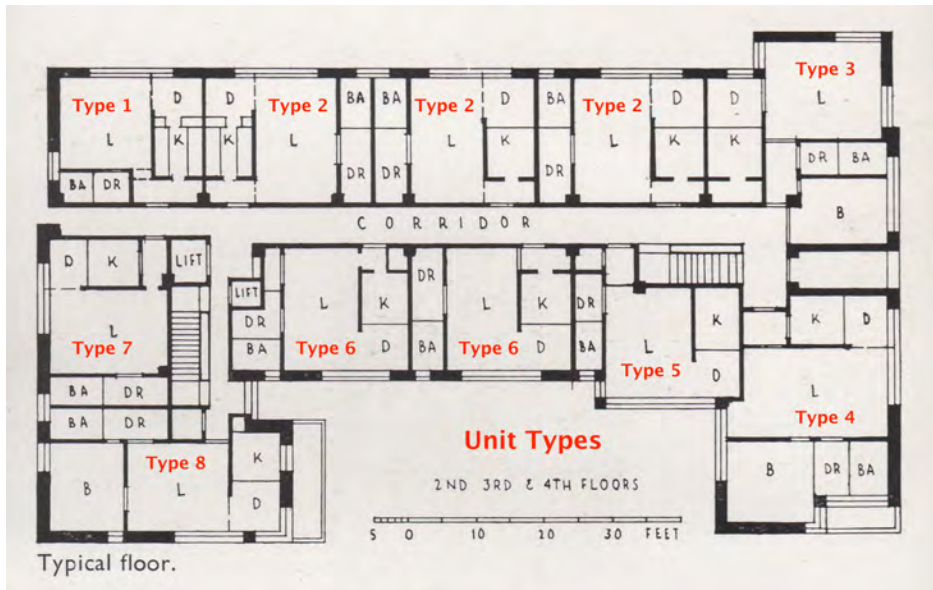 Type 3
Type 1 D D Type 2 BA BA Type 2 D BA Type 2 D D L
L K K L L K L K K
DR BA
BA DR DR DR DR B
CORRIDOR
D K LIFT
DR DR
LIFT L K L K
DR K K D
L BA Type 6 D BA Type 6 D BA L
Type 7 Type 5 D
BA DR L
BA DR Type 4
Unit Types
Type 8 K B DR BA
B L D
2ND 3RD & 4TH FLOORS
5 0 10 20 30 FEET
Typical floor.